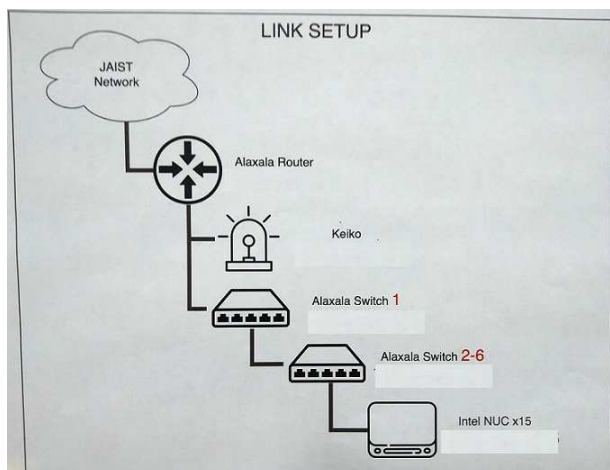 LINK SETUP
JAIST
Network
Alaxala Router
Keiko
Alaxala Switch 1
Alaxala Switch 2-6
Intel NUC x15